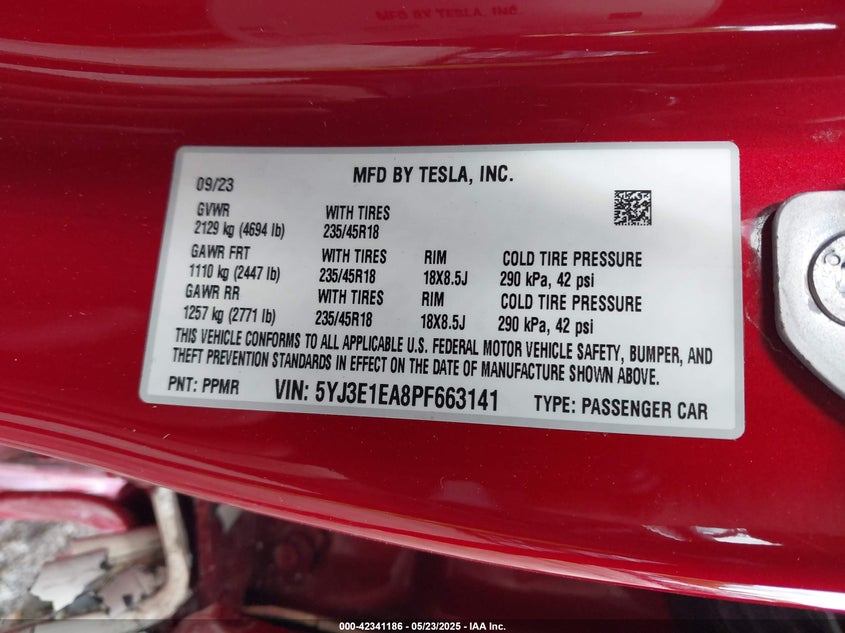 MFD BY TESLA, INC.
MFD BY TESLA, INC.
09/23
GVWR WITH TIRES
2129 kg (4694 lb) 235/45R18
GAWR FRT WITH TIRES RIM COLD TIRE PRESSURE
1110 kg (2447 lb) 235/45R18 18X8.5J 290 kPa, 42 psi
GAWR RR WITH TIRES RIM COLD TIRE PRESSURE
1257 kg (2771 lb) 235/45R18 18X8.5J 290 kPa, 42 psi
THIS VEHICLE CONFORMS TO ALL APPLICABLE U.S. FEDERAL MOTOR VEHICLE SAFETY, BUMPER, AND
THEFT PREVENTION STANDARDS IN EFFECT ON THE DATE OF MANUFACTURE SHOWN ABOVE.
PNT: PPMR VIN: 5YJ3E1EA8PF663141 TYPE: PASSENGER CAR
000-42341186 - 05/23/2025 - IAA Inc.